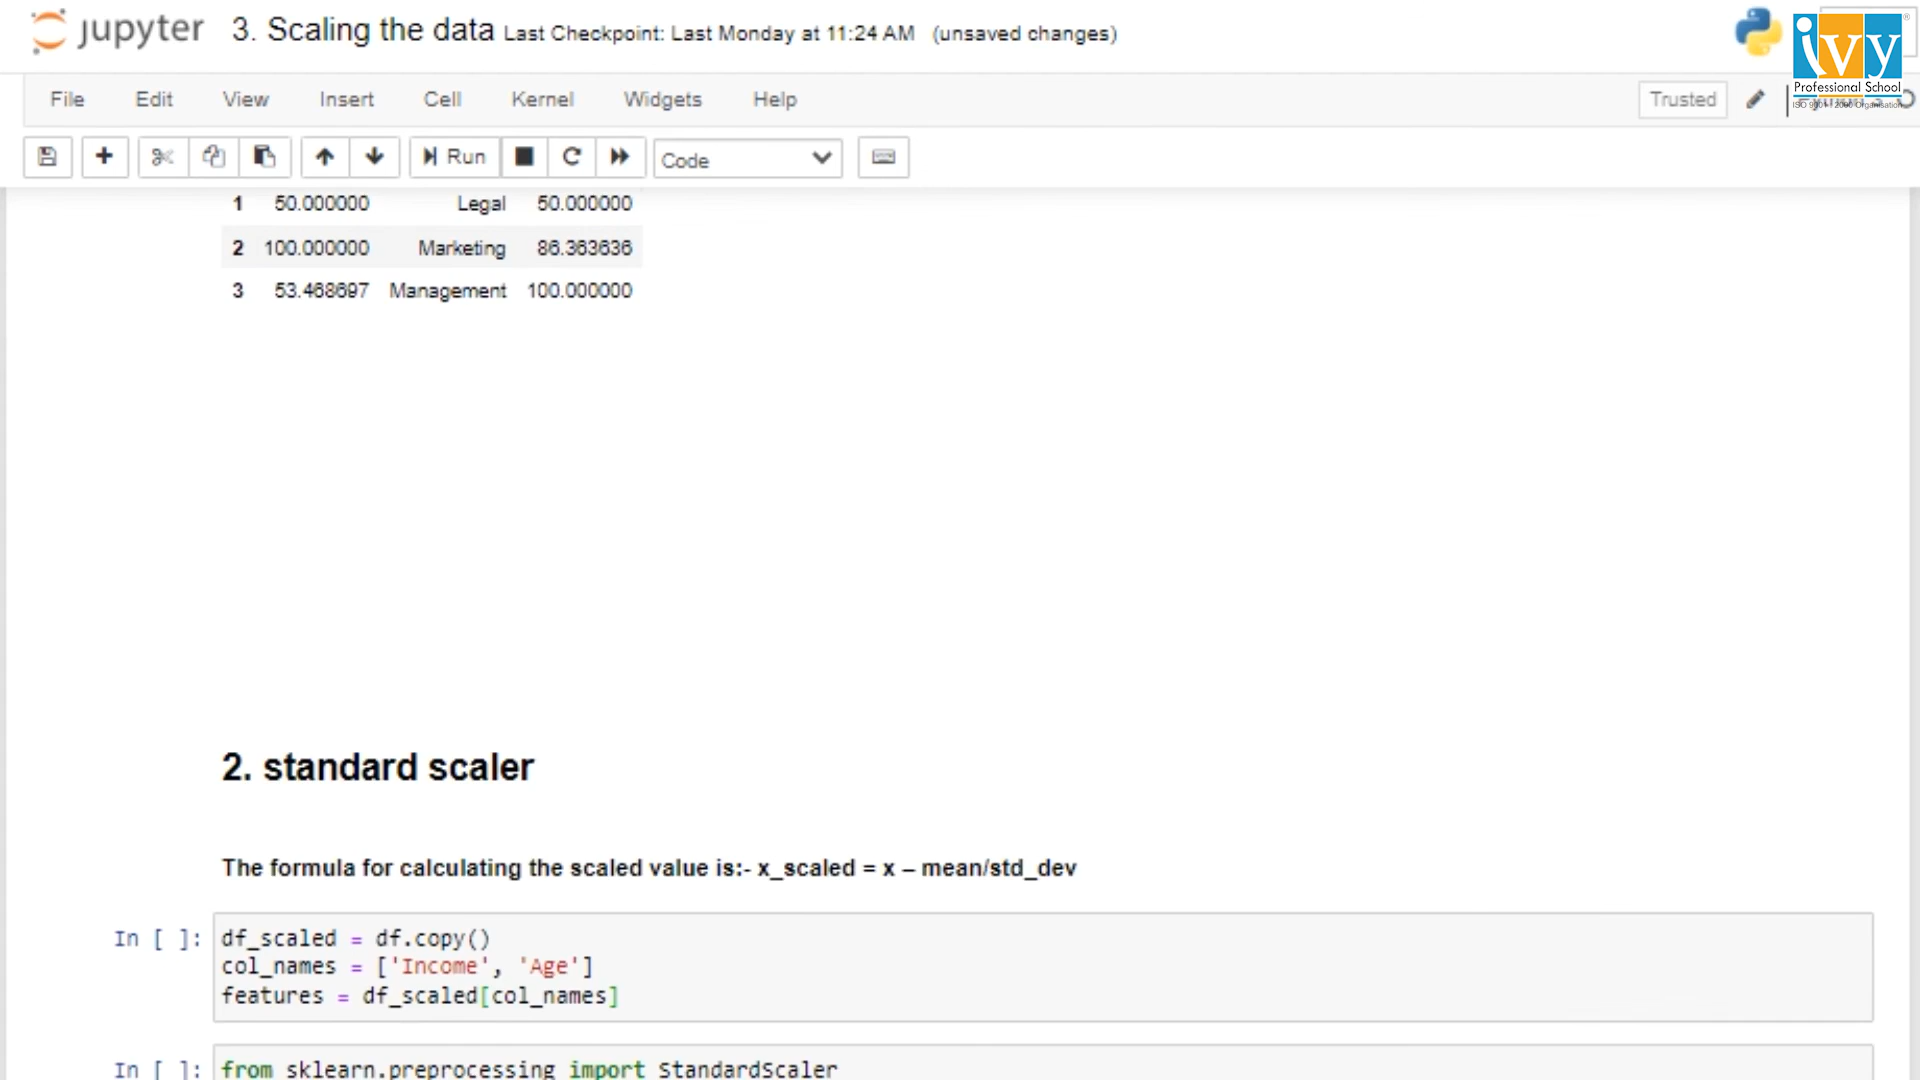 jupyter 3. Scaling the data Last Checkpoint: Last Monday at 11:24 AM (unsaved changes)
ivy
Professional School
File Edit View Insert Cell Kernel Widgets Help Trusted
Run Code
1 50.000000 Legal 50.000000
2 100.000000 Marketing 86.363636
3 53.468697 Management 100.000000
2. standard scaler
The formula for calculating the scaled value is:- x_scaled = x – mean/std_dev
In [ ]: df_scaled = df.copy()
col_names = ['Income', 'Age']
features = df_scaled[col_names]
In [ ]: from sklearn.preprocessing import StandardScaler